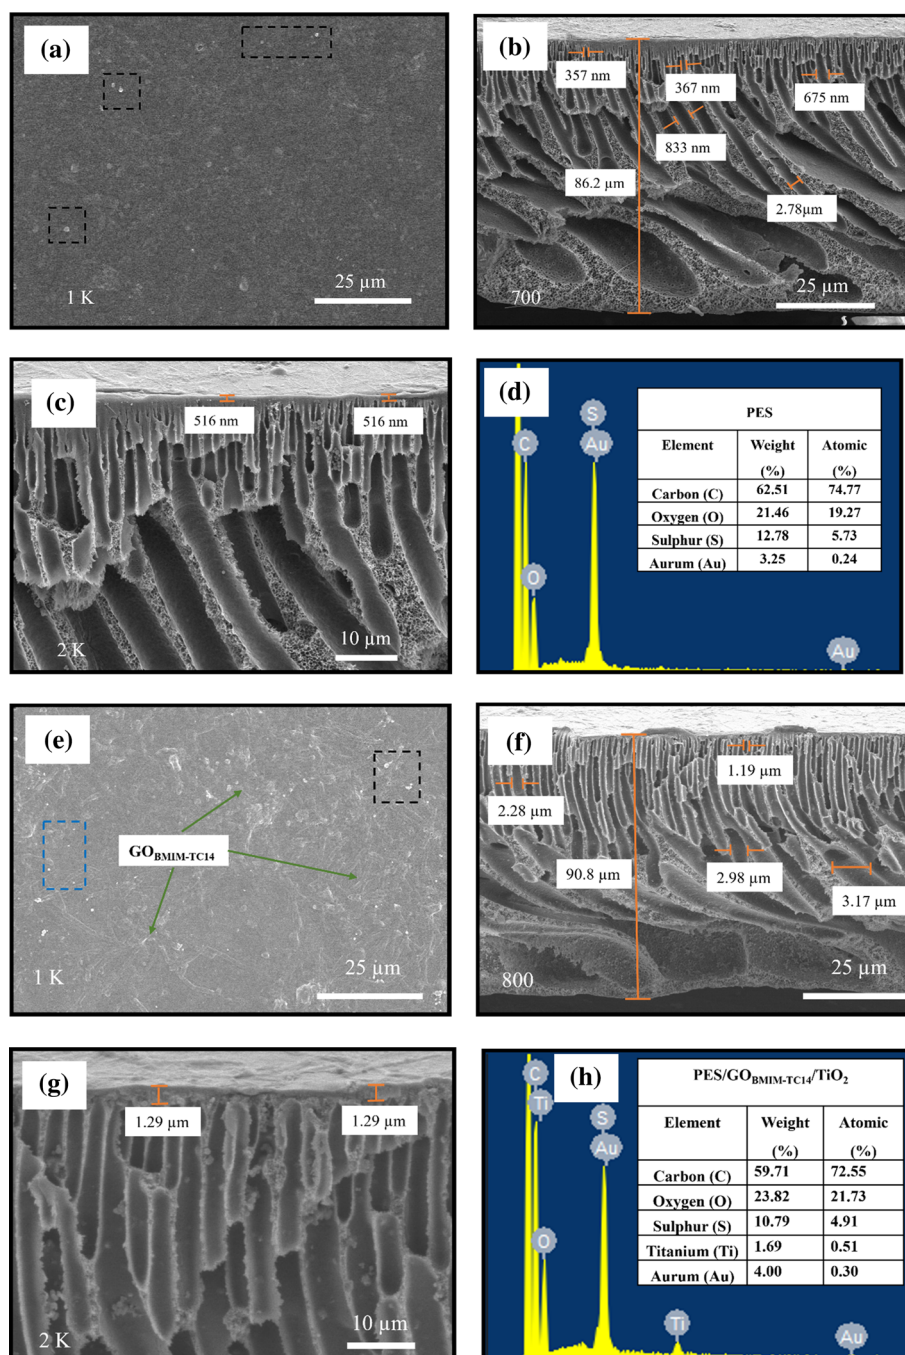 (a)
1 K
25 µm
(b)
357 nm
367 nm
675 nm
833 nm
86.2 µm
2.78µm
700
25 µm
(c)
516 nm
516 nm
2 K
10 µm
(d)
C
O
S
Au
Au
PES
Element Weight (%) Atomic (%)
Carbon (C) 62.51 74.77
Oxygen (O) 21.46 19.27
Sulphur (S) 12.78 5.73
Aurum (Au) 3.25 0.24
(e)
GO_BMIM-TC14
1 K
25 µm
(f)
1.19 µm
2.28 µm
90.8 µm
2.98 µm
3.17 µm
800
25 µm
(g)
1.29 µm
1.29 µm
2 K
10 µm
(h)
C
Ti
O
S
Au
Ti
Au
PES/GO_BMIM-TC14/TiO₂
Element Weight (%) Atomic (%)
Carbon (C) 59.71 72.55
Oxygen (O) 23.82 21.73
Sulphur (S) 10.79 4.91
Titanium (Ti) 1.69 0.51
Aurum (Au) 4.00 0.30